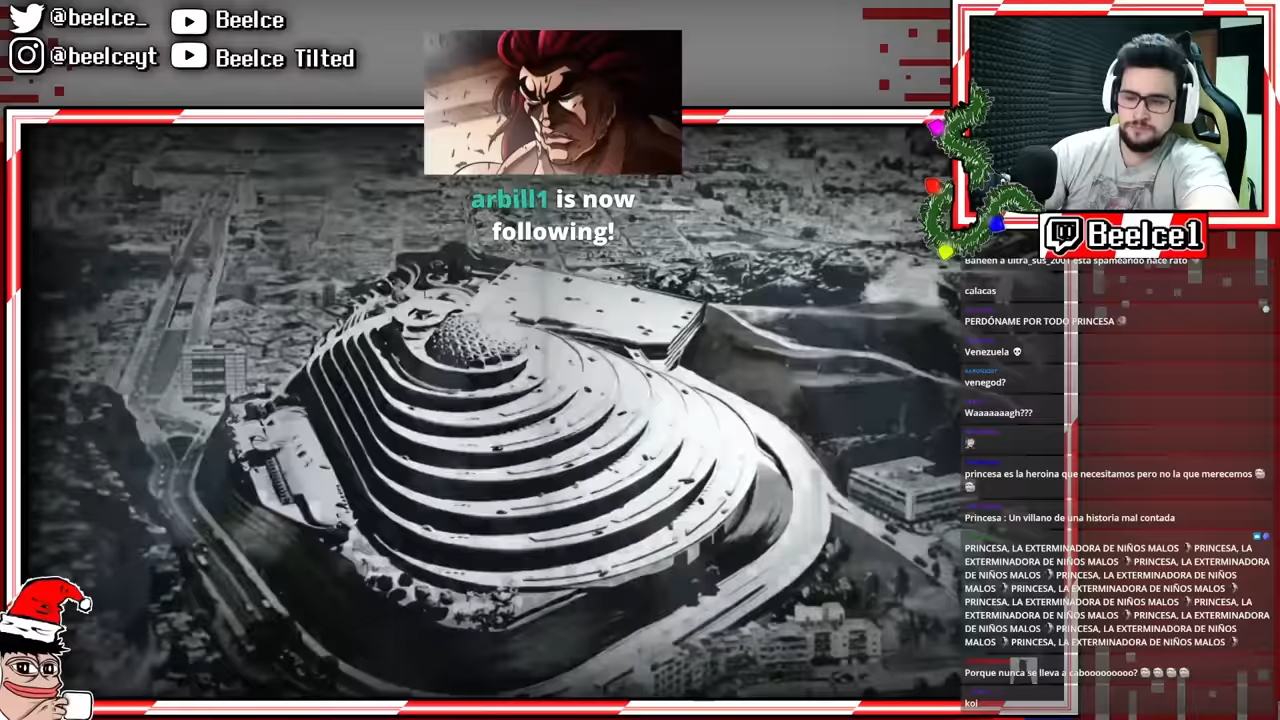 @beelce_
Beelce
@beelceyt
Beelce Tilted
arbill1 is now
following!
Beelce1
Baneen a ultra_sus_2001 esta spameando hace rato
calacas
PERDÓNAME POR TODO PRINCESA
Venezuela
venegod?
Waaaaaaagh???
princesa es la heroina que necesitamos pero no la que merecemos
Princesa : Un villano de una historia mal contada
PRINCESA, LA EXTERMINADORA DE NIÑOS MALOS PRINCESA, LA
EXTERMINADORA DE NIÑOS MALOS PRINCESA, LA EXTERMINADORA
DE NIÑOS MALOS PRINCESA, LA EXTERMINADORA DE NIÑOS
MALOS PRINCESA, LA EXTERMINADORA DE NIÑOS MALOS
PRINCESA, LA EXTERMINADORA DE NIÑOS MALOS PRINCESA, LA
EXTERMINADORA DE NIÑOS MALOS PRINCESA, LA EXTERMINADORA
DE NIÑOS MALOS PRINCESA, LA EXTERMINADORA DE NIÑOS
MALOS PRINCESA, LA EXTERMINADORA DE NIÑOS MALOS
Porque nunca se lleva a caboooooooo?
kol